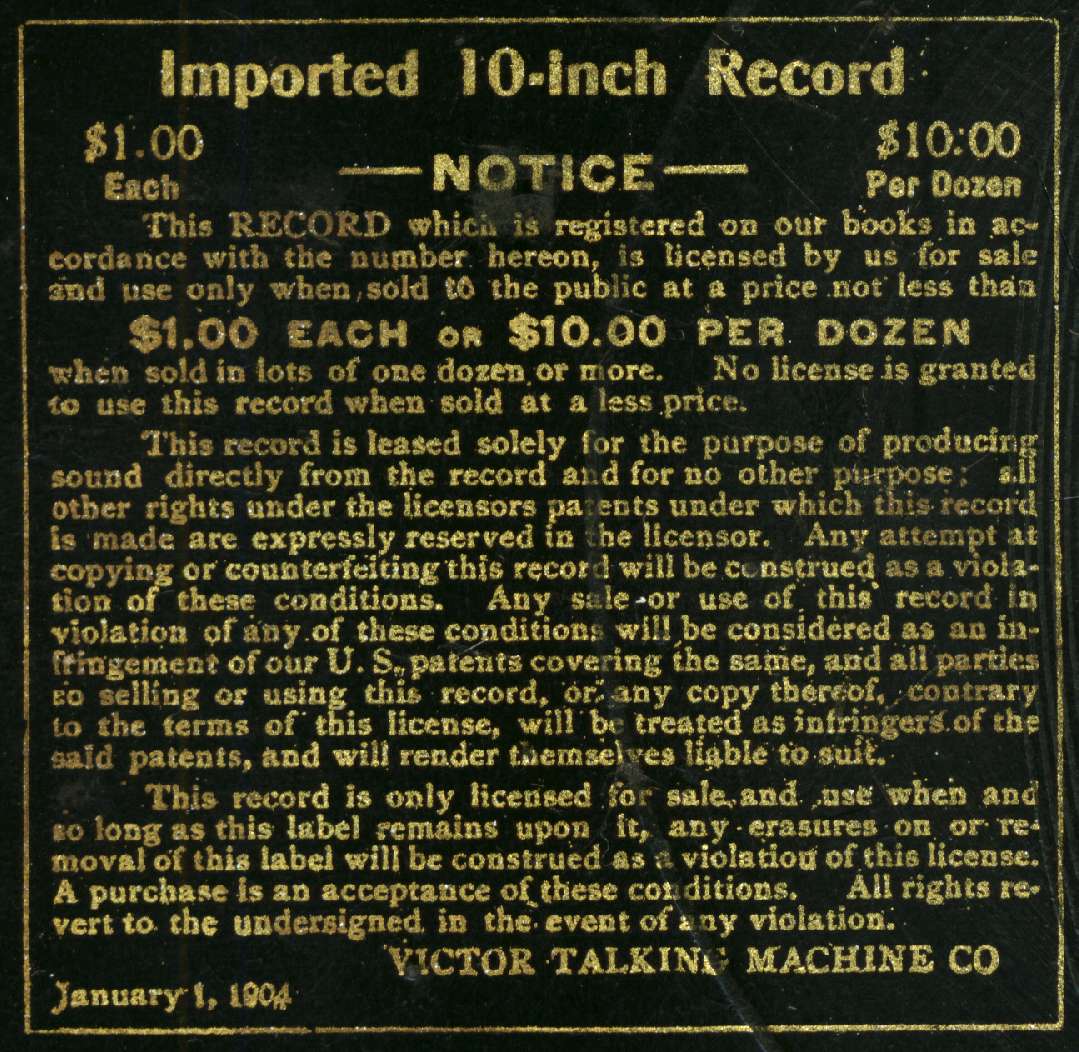 Imported 10-inch Record
$1.00 $10.00
Each Per Dozen
—NOTICE—
This RECORD which is registered on our books in ac-
cordance with the number hereon, is licensed by us for sale
and use only when sold to the public at a price not less than
$1.00 EACH OR $10.00 PER DOZEN
when sold in lots of one dozen or more. No license is granted
to use this record when sold at a less price.
This record is leased solely for the purpose of producing
sound directly from the record and for no other purpose; all
other rights under the licensors patents under which this record
is made are expressly reserved in the licensor. Any attempt at
copying or counterfeiting this record will be construed as a viola-
tion of these conditions. Any sale or use of this record in
violation of any of these conditions will be considered as an in-
fringement of our U. S. patents covering the same, and all parties
so selling or using this record, or any copy thereof, contrary
to the terms of this license, will be treated as infringers of the
said patents, and will render themselves liable to suit.
This record is only licensed for sale and use when and
so long as this label remains upon it, any erasures on or re-
moval of this label will be construed as a violation of this license.
A purchase is an acceptance of these conditions. All rights re-
vert to the undersigned in the event of any violation.
VICTOR TALKING MACHINE CO
January 1, 1904